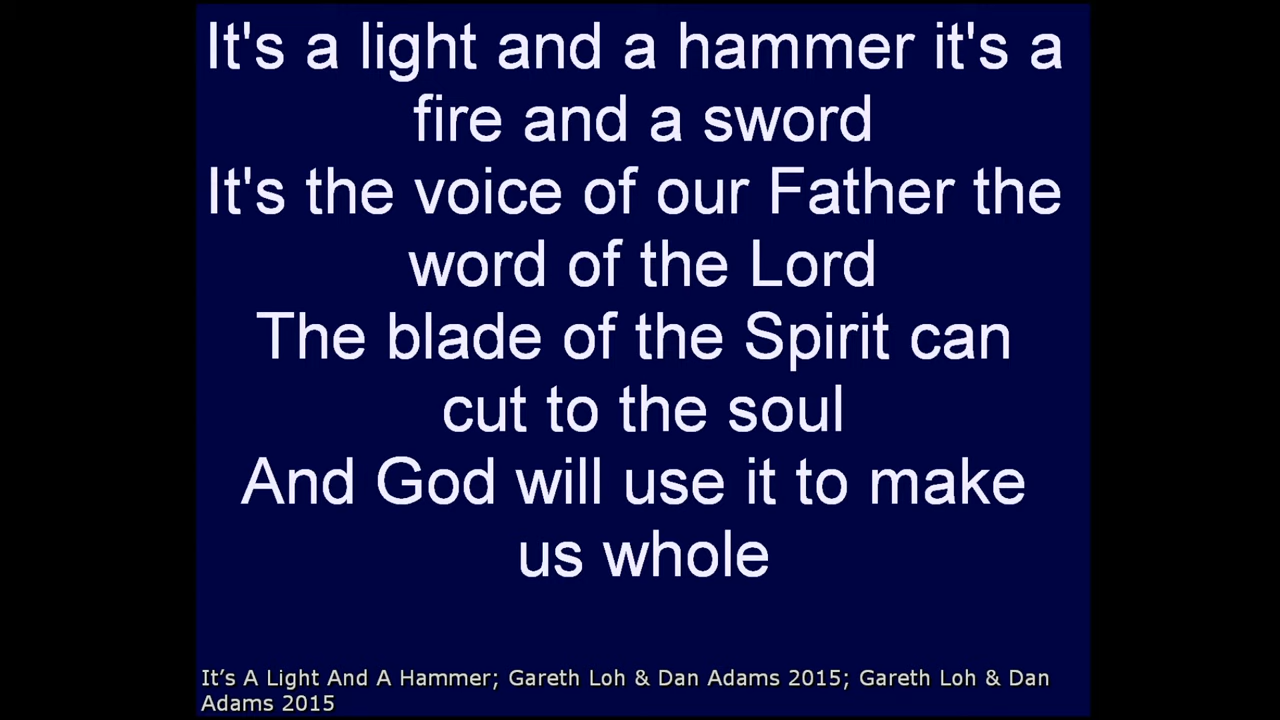 It's a light and a hammer it's a
fire and a sword
It's the voice of our Father the
word of the Lord
The blade of the Spirit can
cut to the soul
And God will use it to make
us whole
It’s A Light And A Hammer; Gareth Loh & Dan Adams 2015; Gareth Loh & Dan
Adams 2015